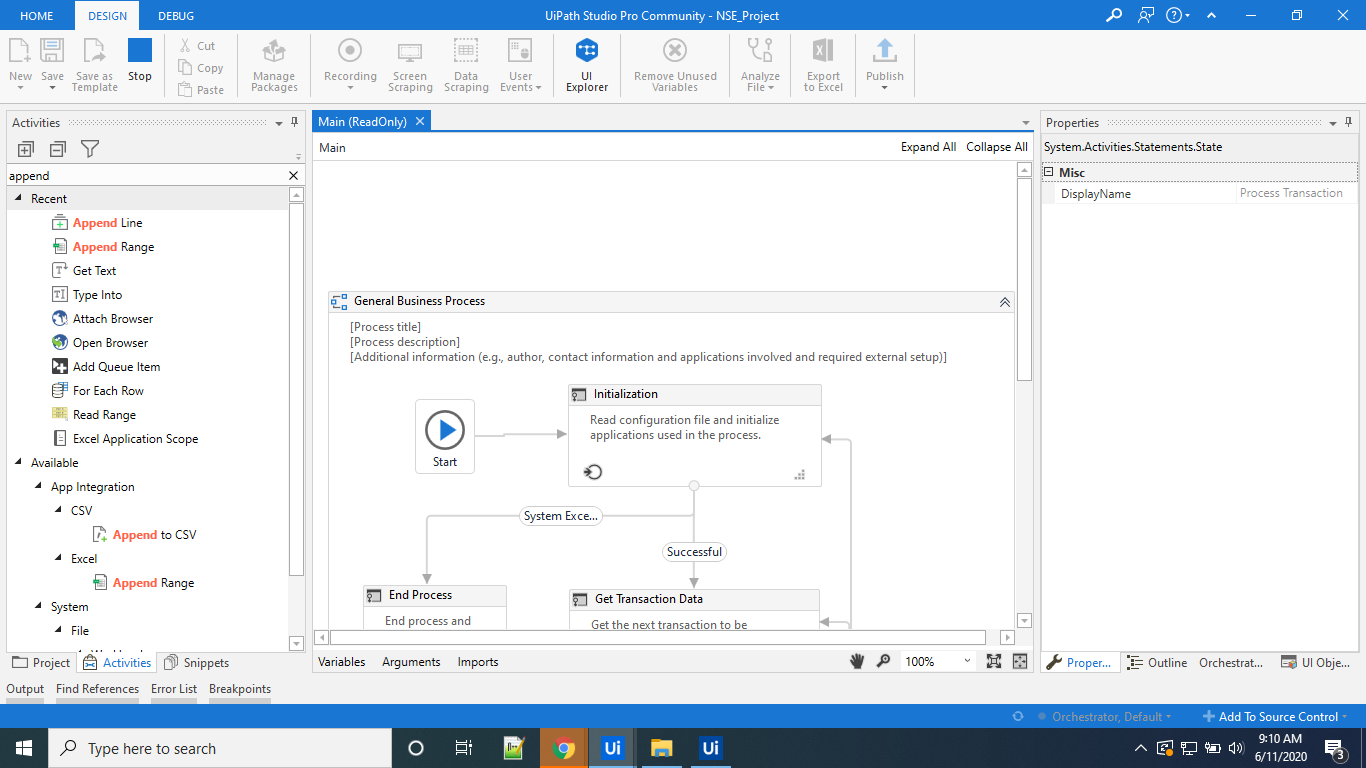 HOME DESIGN DEBUG UiPath Studio Pro Community - NSE_Project
New Save Save as Template Stop
Cut
Copy
Paste
Manage Packages
Recording
Screen Scraping
Data Scraping
User Events
UI Explorer
Remove Unused Variables
Analyze File
Export to Excel
Publish
Activities
append
Recent
Append Line
Append Range
Get Text
Type Into
Attach Browser
Open Browser
Add Queue Item
For Each Row
Read Range
Excel Application Scope
Available
App Integration
CSV
Append to CSV
Excel
Append Range
System
File
Project Activities Snippets
Main (ReadOnly)
Main Expand All Collapse All
General Business Process
[Process title]
[Process description]
[Additional information (e.g., author, contact information and applications involved and required external setup)]
Start
Initialization
Read configuration file and initialize
applications used in the process.
System Exce...
Successful
End Process
End process and
Get Transaction Data
Get the next transaction to be
Variables Arguments Imports 100%
Properties
System.Activities.Statements.State
Misc
DisplayName Process Transaction
Proper... Outline Orchestrat... UI Obje...
Output Find References Error List Breakpoints
Orchestrator, Default Add To Source Control
Type here to search
Ui
Ui
9:10 AM
6/11/2020
3